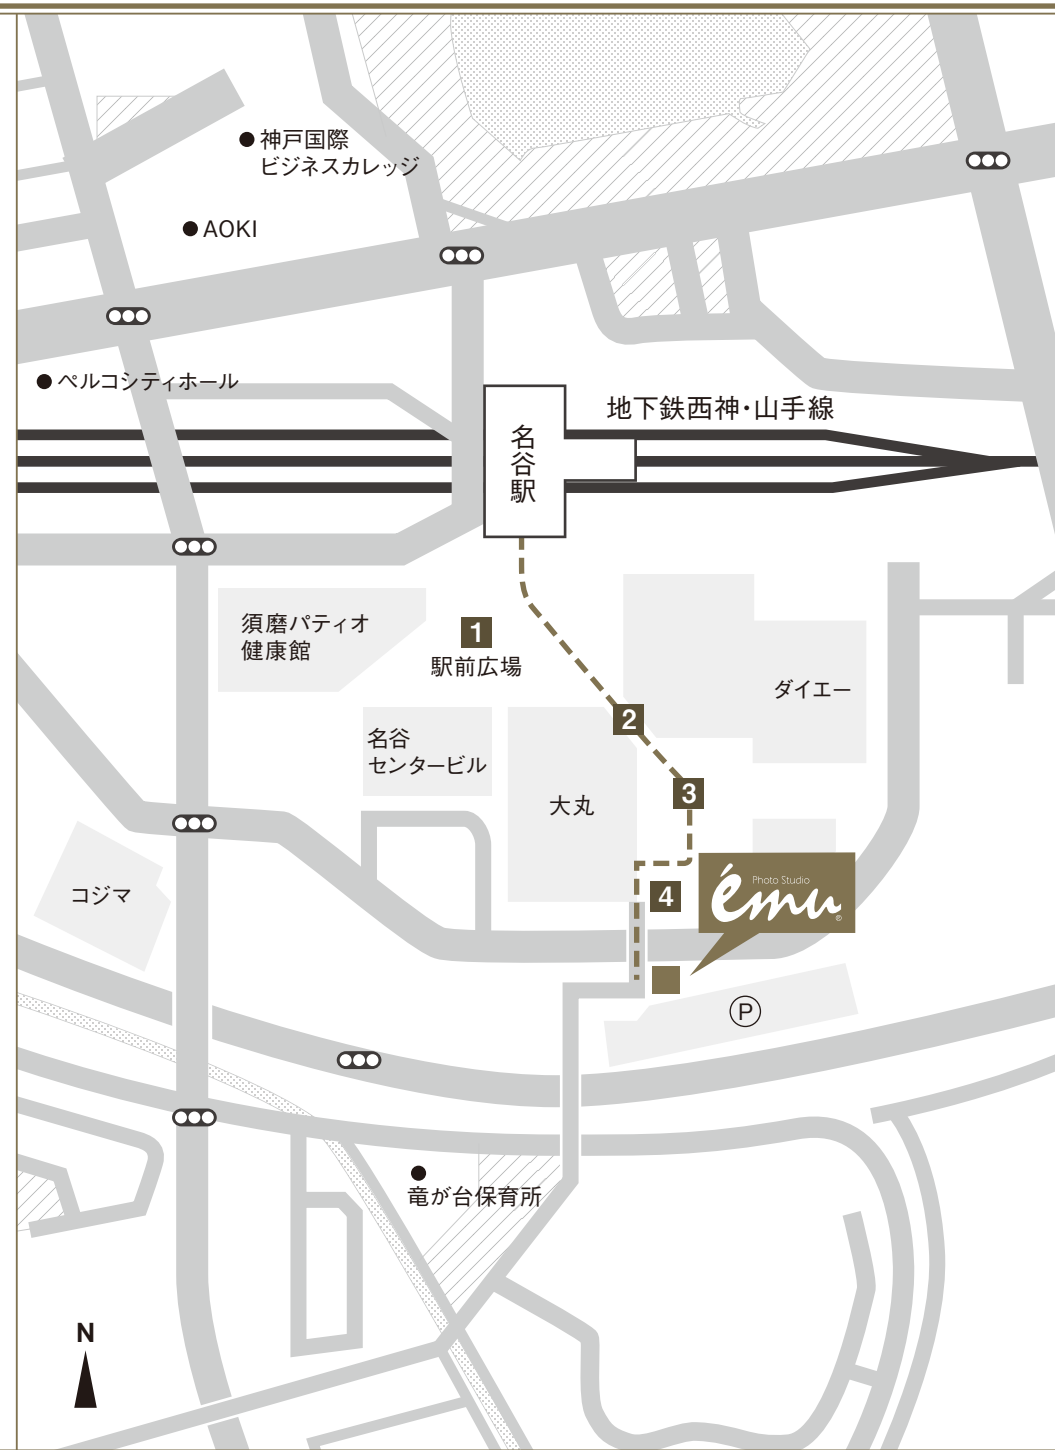 神戸国際
ビジネスカレッジ
AOKI
ペルコシティホール
地下鉄西神・山手線
名谷駅
須磨パティオ
健康館
1
駅前広場
2
ダイエー
名谷
センタービル
大丸
3
コジマ
4
Photo Studio
ému
®
P
竜が台保育所
N